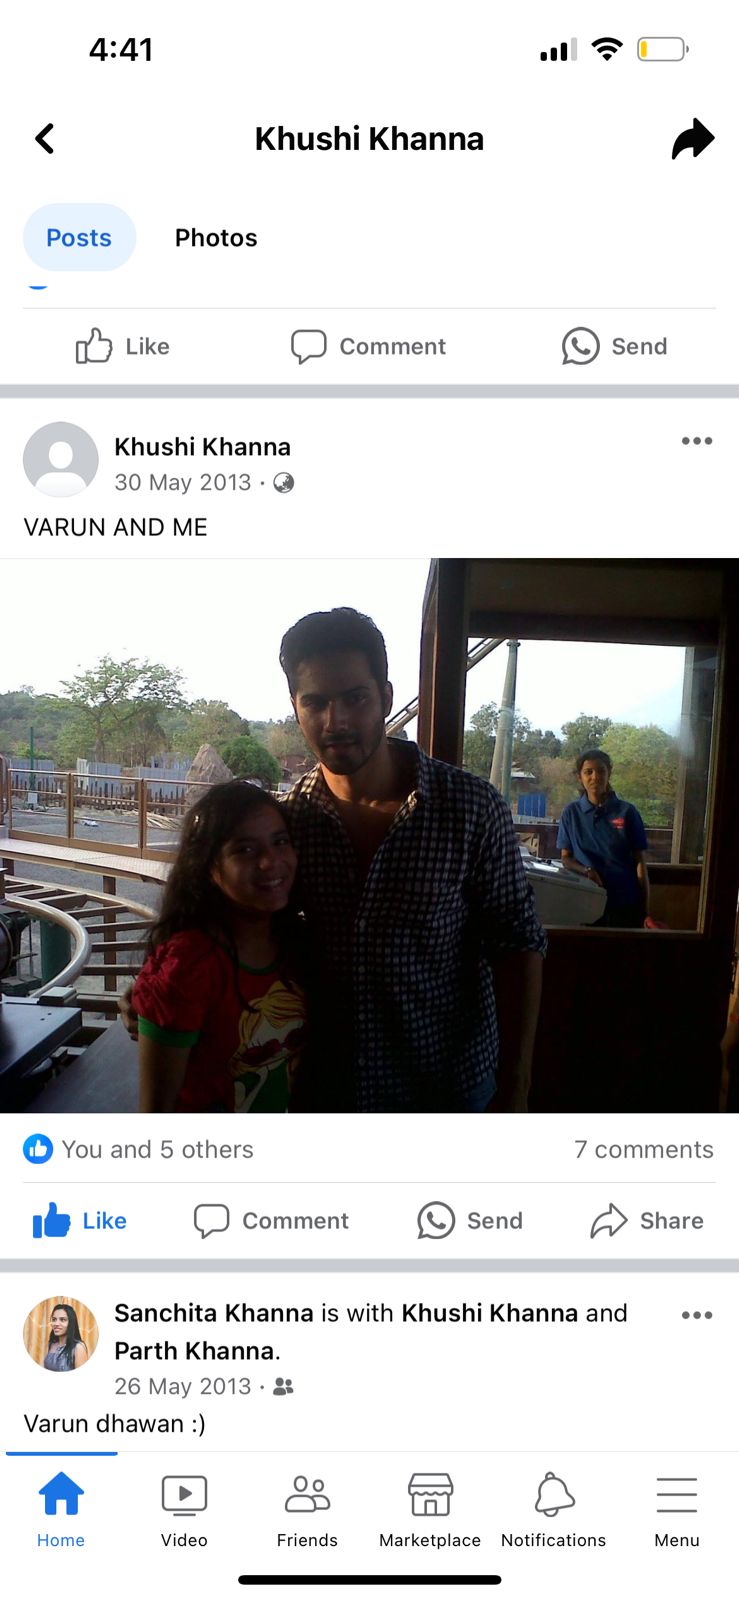 4:41
Khushi Khanna
Posts Photos
Like Comment Send
Khushi Khanna
30 May 2013 ·
VARUN AND ME
You and 5 others 7 comments
Like Comment Send Share
Sanchita Khanna is with Khushi Khanna and
Parth Khanna.
26 May 2013 ·
Varun dhawan :)
Home Video Friends Marketplace Notifications Menu